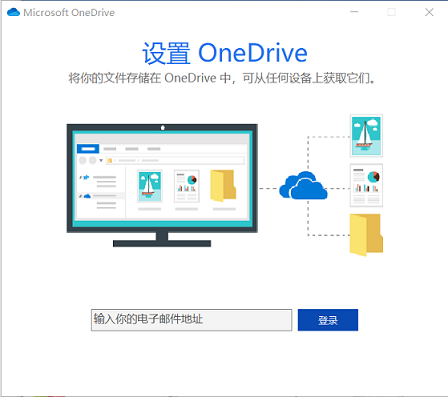 Microsoft OneDrive
设置 OneDrive
将你的文件存储在 OneDrive 中，可从任何设备上获取它们。
输入你的电子邮件地址
登录